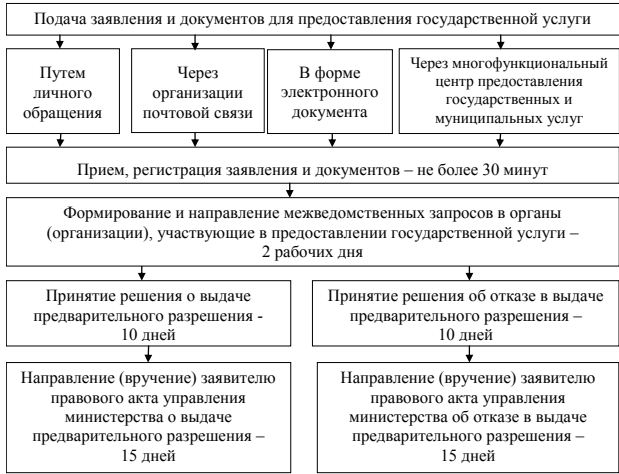 Подача заявления и документов для предоставления государственной услуги
Путем
личного
обращения
Через
организации
почтовой связи
В форме
электронного
документа
Через многофункциональный
центр предоставления
государственных и
муниципальных услуг
Прием, регистрация заявления и документов – не более 30 минут
Формирование и направление межведомственных запросов в органы
(организации), участвующие в предоставлении государственной услуги –
2 рабочих дня
Принятие решения о выдаче
предварительного разрешения -
10 дней
Принятие решения об отказе в выдаче
предварительного разрешения –
10 дней
Направление (вручение) заявителю
правового акта управления
министерства о выдаче
предварительного разрешения –
15 дней
Направление (вручение) заявителю
правового акта управления
министерства об отказе в выдаче
предварительного разрешения –
15 дней